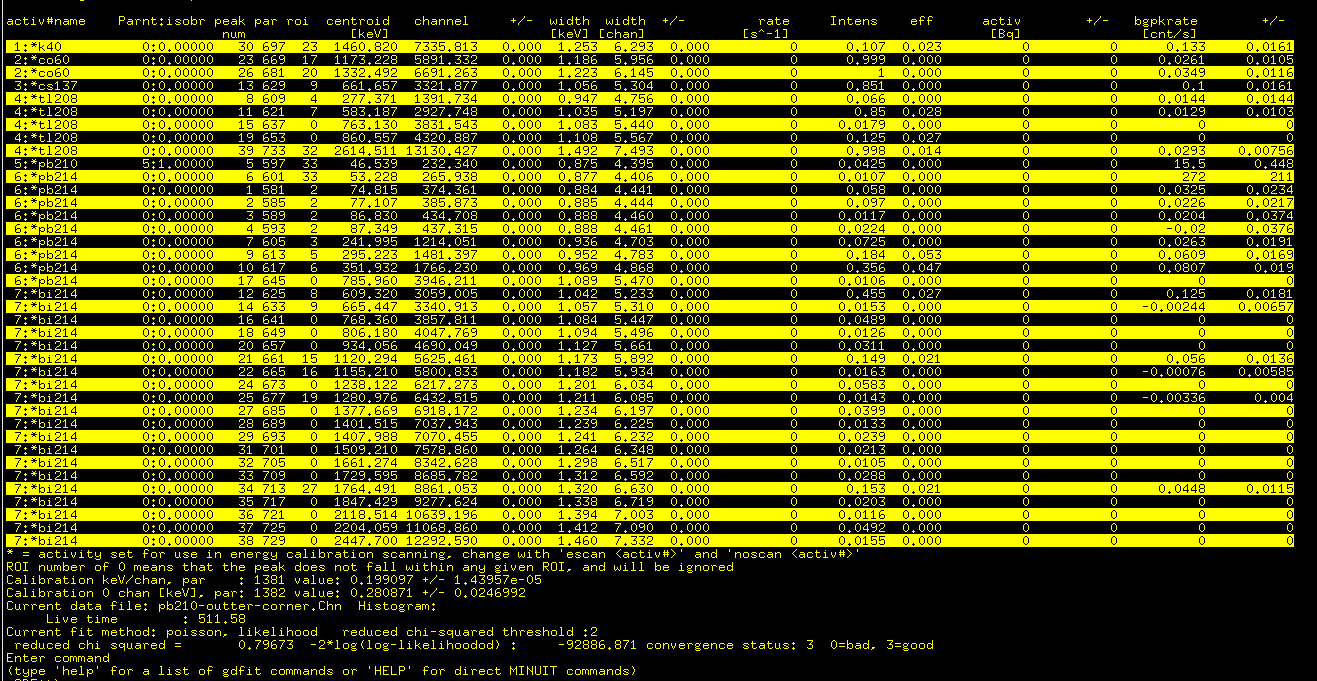 activ#name Parnt:isobr peak par roi centroid channel +/- width width +/- rate Intens eff activ +/- bgpkrate +/-
num [keV] [keV] [chan] [s^-1] [Bq] [cnt/s]
1:*k40 0:0.00000 30 697 23 1460.820 7335.813 0.000 1.253 6.293 0.000 0 0.107 0.023 0 0 0.133 0.0161
2:*co60 0:0.00000 23 669 17 1173.228 5891.332 0.000 1.186 5.956 0.000 0 0.999 0.000 0 0 0.0261 0.0105
2:*co60 0:0.00000 26 681 20 1332.492 6691.263 0.000 1.223 6.145 0.000 0 1 0.000 0 0 0.0349 0.0116
3:*cs137 0:0.00000 13 629 9 661.657 3321.877 0.000 1.056 5.304 0.000 0 0.851 0.000 0 0 0.1 0.0161
4:*tl208 0:0.00000 8 609 4 277.371 1391.734 0.000 0.947 4.756 0.000 0 0.066 0.000 0 0 0.0144 0.0144
4:*tl208 0:0.00000 11 621 7 583.187 2927.748 0.000 1.035 5.197 0.000 0 0.85 0.028 0 0 0.0129 0.0103
4:*tl208 0:0.00000 15 637 0 763.130 3831.543 0.000 1.083 5.440 0.000 0 0.0179 0.000 0 0 0 0
4:*tl208 0:0.00000 19 653 0 860.557 4320.887 0.000 1.108 5.567 0.000 0 0.125 0.027 0 0 0 0
4:*tl208 0:0.00000 39 733 32 2614.511 13130.427 0.000 1.492 7.493 0.000 0 0.998 0.014 0 0 0.0293 0.00756
5:*pb210 5:1.00000 5 597 33 46.539 232.340 0.000 0.875 4.395 0.000 0 0.0425 0.000 0 0 15.5 0.448
6:*pb214 0:0.00000 6 601 33 53.228 265.938 0.000 0.877 4.406 0.000 0 0.0107 0.000 0 0 272 211
6:*pb214 0:0.00000 1 581 2 74.815 374.361 0.000 0.884 4.441 0.000 0 0.058 0.000 0 0 0.0325 0.0234
6:*pb214 0:0.00000 2 585 2 77.107 385.873 0.000 0.885 4.444 0.000 0 0.097 0.000 0 0 0.0226 0.0217
6:*pb214 0:0.00000 3 589 2 86.830 434.708 0.000 0.888 4.460 0.000 0 0.0117 0.000 0 0 0.0204 0.0374
6:*pb214 0:0.00000 4 593 2 87.349 437.315 0.000 0.888 4.461 0.000 0 0.0224 0.000 0 0 -0.02 0.0376
6:*pb214 0:0.00000 7 605 3 241.995 1214.051 0.000 0.936 4.703 0.000 0 0.0725 0.000 0 0 0.0263 0.0191
6:*pb214 0:0.00000 9 613 5 295.223 1481.397 0.000 0.952 4.783 0.000 0 0.184 0.053 0 0 0.0609 0.0169
6:*pb214 0:0.00000 10 617 6 351.932 1766.230 0.000 0.969 4.868 0.000 0 0.356 0.047 0 0 0.0807 0.019
6:*pb214 0:0.00000 17 645 0 785.960 3946.211 0.000 1.089 5.470 0.000 0 0.0106 0.000 0 0 0 0
7:*bi214 0:0.00000 12 625 8 609.320 3059.005 0.000 1.042 5.233 0.000 0 0.455 0.027 0 0 0.125 0.0181
7:*bi214 0:0.00000 14 633 9 665.447 3340.913 0.000 1.057 5.310 0.000 0 0.0153 0.000 0 0 -0.00244 0.00657
7:*bi214 0:0.00000 16 641 0 768.360 3857.811 0.000 1.084 5.447 0.000 0 0.0489 0.000 0 0 0 0
7:*bi214 0:0.00000 18 649 0 806.180 4047.769 0.000 1.094 5.496 0.000 0 0.0126 0.000 0 0 0 0
7:*bi214 0:0.00000 20 657 0 934.056 4690.049 0.000 1.127 5.661 0.000 0 0.0311 0.000 0 0 0 0
7:*bi214 0:0.00000 21 661 15 1120.294 5625.461 0.000 1.173 5.892 0.000 0 0.149 0.021 0 0 0.056 0.0136
7:*bi214 0:0.00000 22 665 16 1155.210 5800.833 0.000 1.182 5.934 0.000 0 0.0163 0.000 0 0 -0.00076 0.00585
7:*bi214 0:0.00000 24 673 0 1238.122 6217.273 0.000 1.201 6.034 0.000 0 0.0583 0.000 0 0 0 0
7:*bi214 0:0.00000 25 677 19 1280.976 6432.515 0.000 1.211 6.085 0.000 0 0.0143 0.000 0 0 -0.00336 0.004
7:*bi214 0:0.00000 27 685 0 1377.669 6918.172 0.000 1.234 6.197 0.000 0 0.0399 0.000 0 0 0 0
7:*bi214 0:0.00000 28 689 0 1401.515 7037.943 0.000 1.239 6.225 0.000 0 0.0133 0.000 0 0 0 0
7:*bi214 0:0.00000 29 693 0 1407.988 7070.455 0.000 1.241 6.232 0.000 0 0.0239 0.000 0 0 0 0
7:*bi214 0:0.00000 31 701 0 1509.210 7578.860 0.000 1.264 6.348 0.000 0 0.0213 0.000 0 0 0 0
7:*bi214 0:0.00000 32 705 0 1661.274 8342.628 0.000 1.298 6.517 0.000 0 0.0105 0.000 0 0 0 0
7:*bi214 0:0.00000 33 709 0 1729.595 8685.782 0.000 1.312 6.592 0.000 0 0.0288 0.000 0 0 0 0
7:*bi214 0:0.00000 34 713 27 1764.491 8861.053 0.000 1.320 6.630 0.000 0 0.153 0.021 0 0 0.0448 0.0115
7:*bi214 0:0.00000 35 717 0 1847.429 9277.624 0.000 1.338 6.719 0.000 0 0.0203 0.000 0 0 0 0
7:*bi214 0:0.00000 36 721 0 2118.514 10639.196 0.000 1.394 7.003 0.000 0 0.0116 0.000 0 0 0 0
7:*bi214 0:0.00000 37 725 0 2204.059 11068.860 0.000 1.412 7.090 0.000 0 0.0492 0.000 0 0 0 0
7:*bi214 0:0.00000 38 729 0 2447.700 12292.590 0.000 1.460 7.332 0.000 0 0.0155 0.000 0 0 0 0
* = activity set for use in energy calibration scanning, change with 'escan <activ#>' and 'noscan <activ#>'
ROI number of 0 means that the peak does not fall within any given ROI, and will be ignored
Calibration keV/chan, par : 1381 value: 0.199097 +/- 1.43957e-05
Calibration 0 chan [keV], par: 1382 value: 0.280871 +/- 0.0246992
Current data file: pb210-outter-corner.Chn Histogram:
Live time : 511.58
Current fit method: poisson, likelihood reduced chi-squared threshold :2
reduced chi squared = 0.79673 -2*log(log-likelihoodod) : -92886.871 convergence status: 3 0=bad, 3=good
Enter command
(type 'help' for a list of gdfit commands or 'HELP' for direct MINUIT commands)